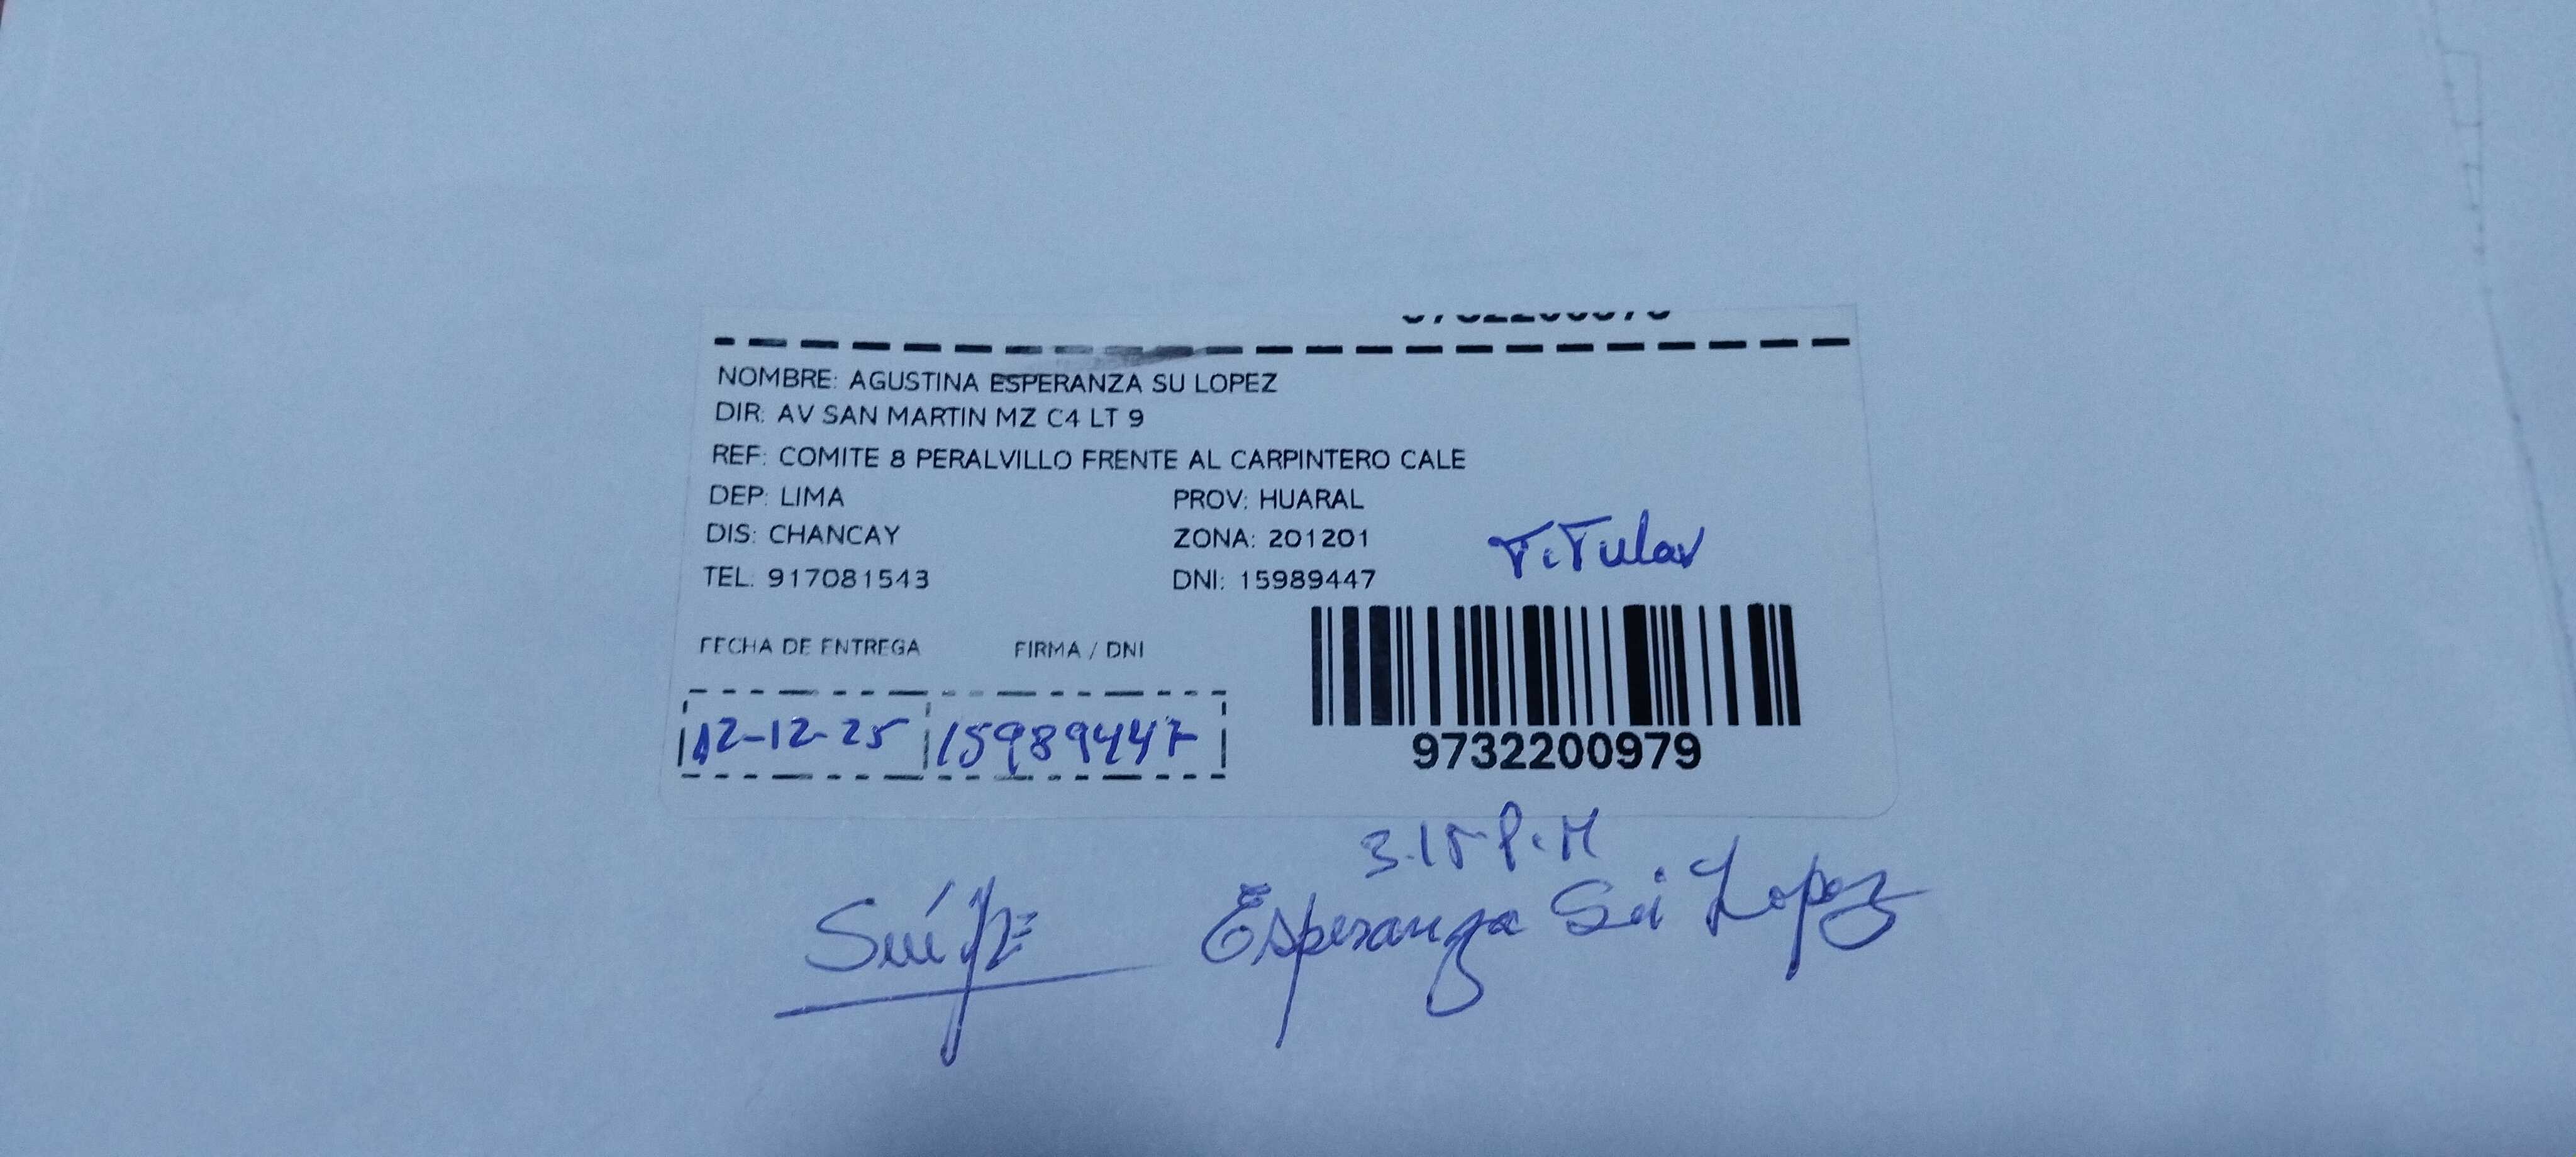 NOMBRE: AGUSTINA ESPERANZA SU LOPEZ
DIR: AV SAN MARTIN MZ C4 LT 9
REF: COMITE 8 PERALVILLO FRENTE AL CARPINTERO CALE
DEP: LIMA PROV: HUARAL
DIS: CHANCAY ZONA: 201201
TiTular
TEL: 917081543 DNI: 15989447
FECHA DE ENTREGA FIRMA / DNI
12-12-25 15989447
9732200979
3.15 P.M
Esperanza Sú Lopez